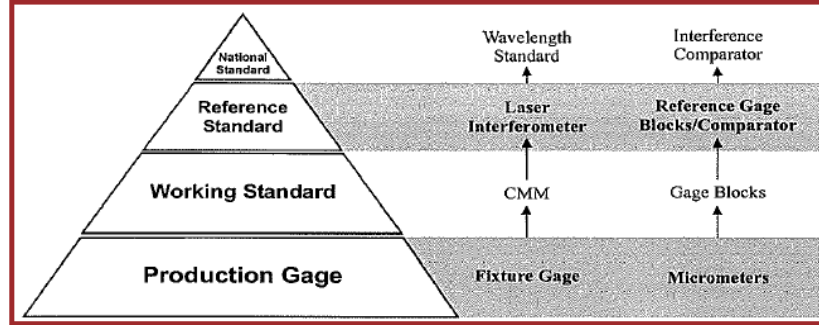 National
Standard
Wavelength
Standard
Interference
Comparator
Reference
Standard
Laser
Interferometer
Reference Gage
Blocks/Comparator
Working Standard
CMM
Gage Blocks
Production Gage
Fixture Gage
Micrometers